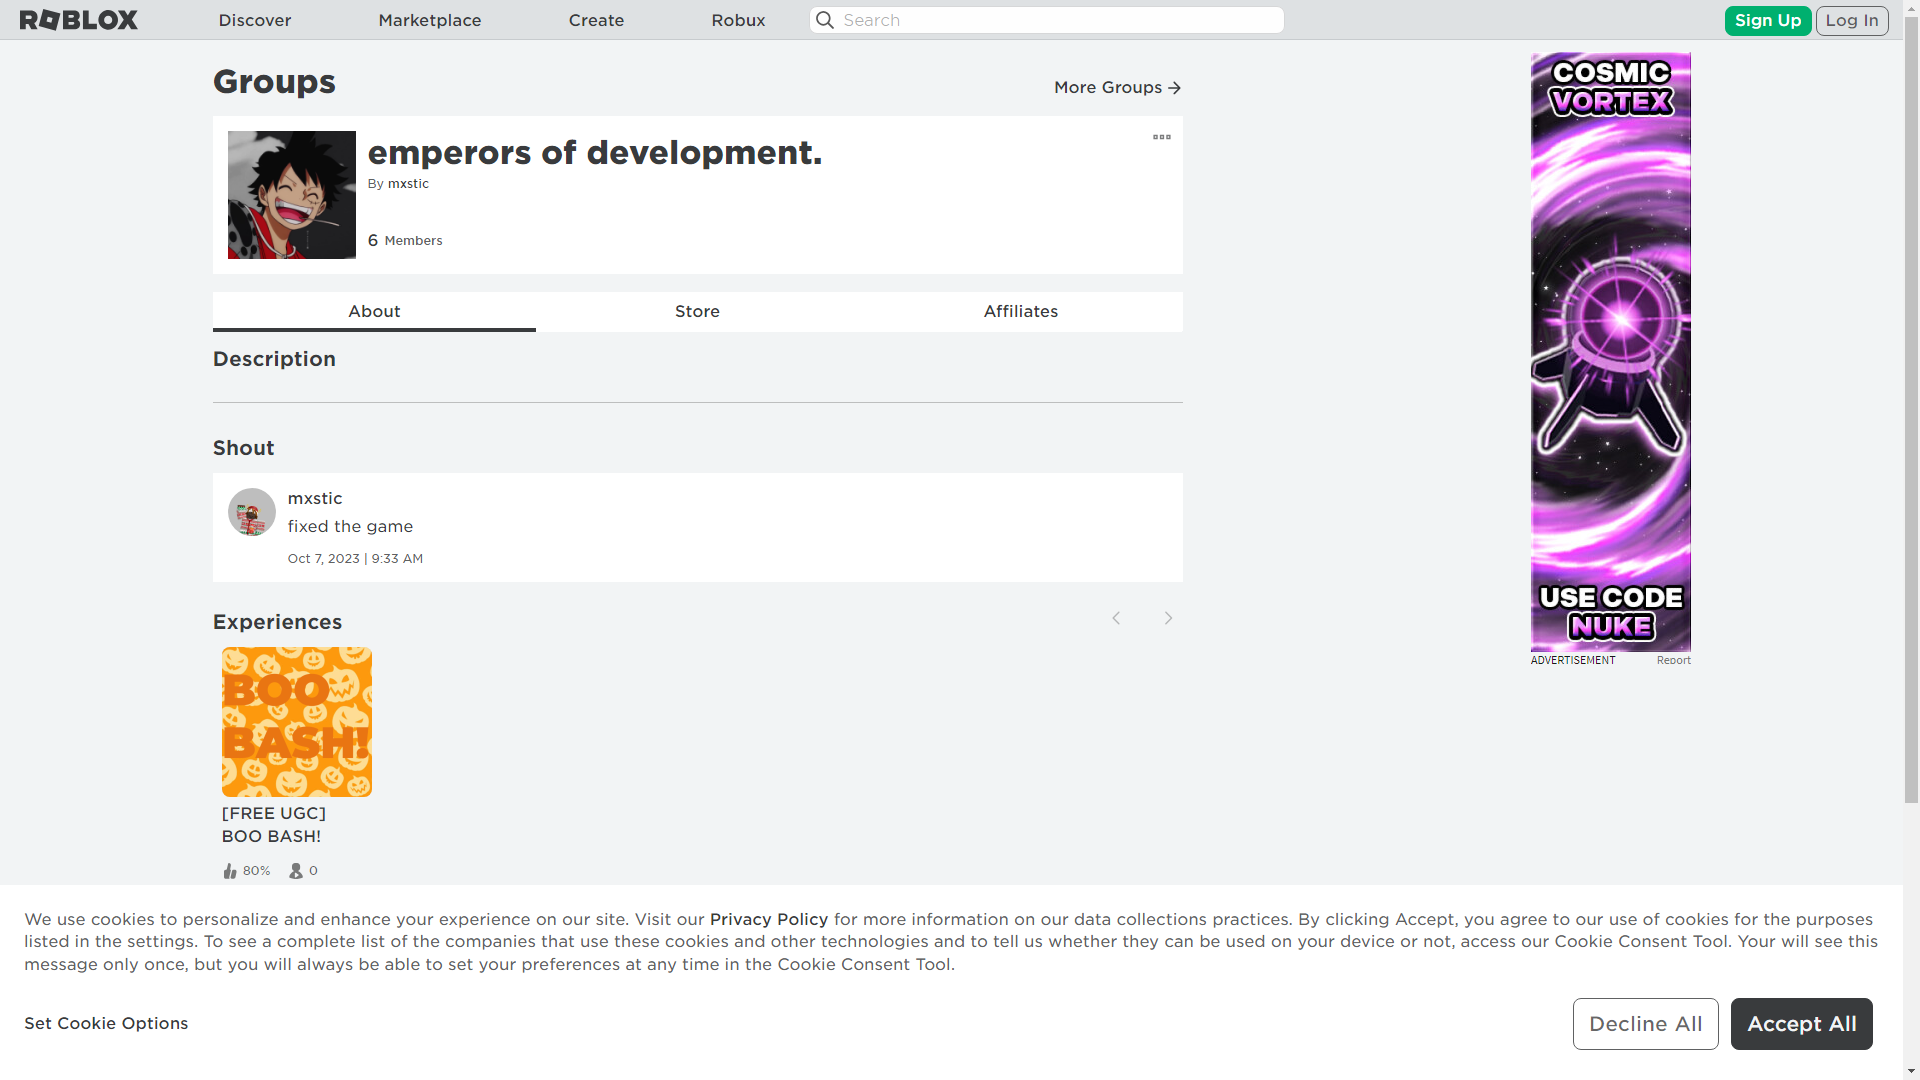 ROBLOX
Discover
Marketplace
Create
Robux
Search
Sign Up
Log In
Groups
More Groups
emperors of development.
By mxstic
6 Members
About
Store
Affiliates
Description
Shout
mxstic
fixed the game
Oct 7, 2023 | 9:33 AM
Experiences
BOO
BASH!
[FREE UGC]
BOO BASH!
80%
0
COSMIC
VORTEX
USE CODE
NUKE
ADVERTISEMENT
Report
We use cookies to personalize and enhance your experience on our site. Visit our Privacy Policy for more information on our data collections practices. By clicking Accept, you agree to our use of cookies for the purposes
listed in the settings. To see a complete list of the companies that use these cookies and other technologies and to tell us whether they can be used on your device or not, access our Cookie Consent Tool. Your will see this
message only once, but you will always be able to set your preferences at any time in the Cookie Consent Tool.
Set Cookie Options
Decline All
Accept All